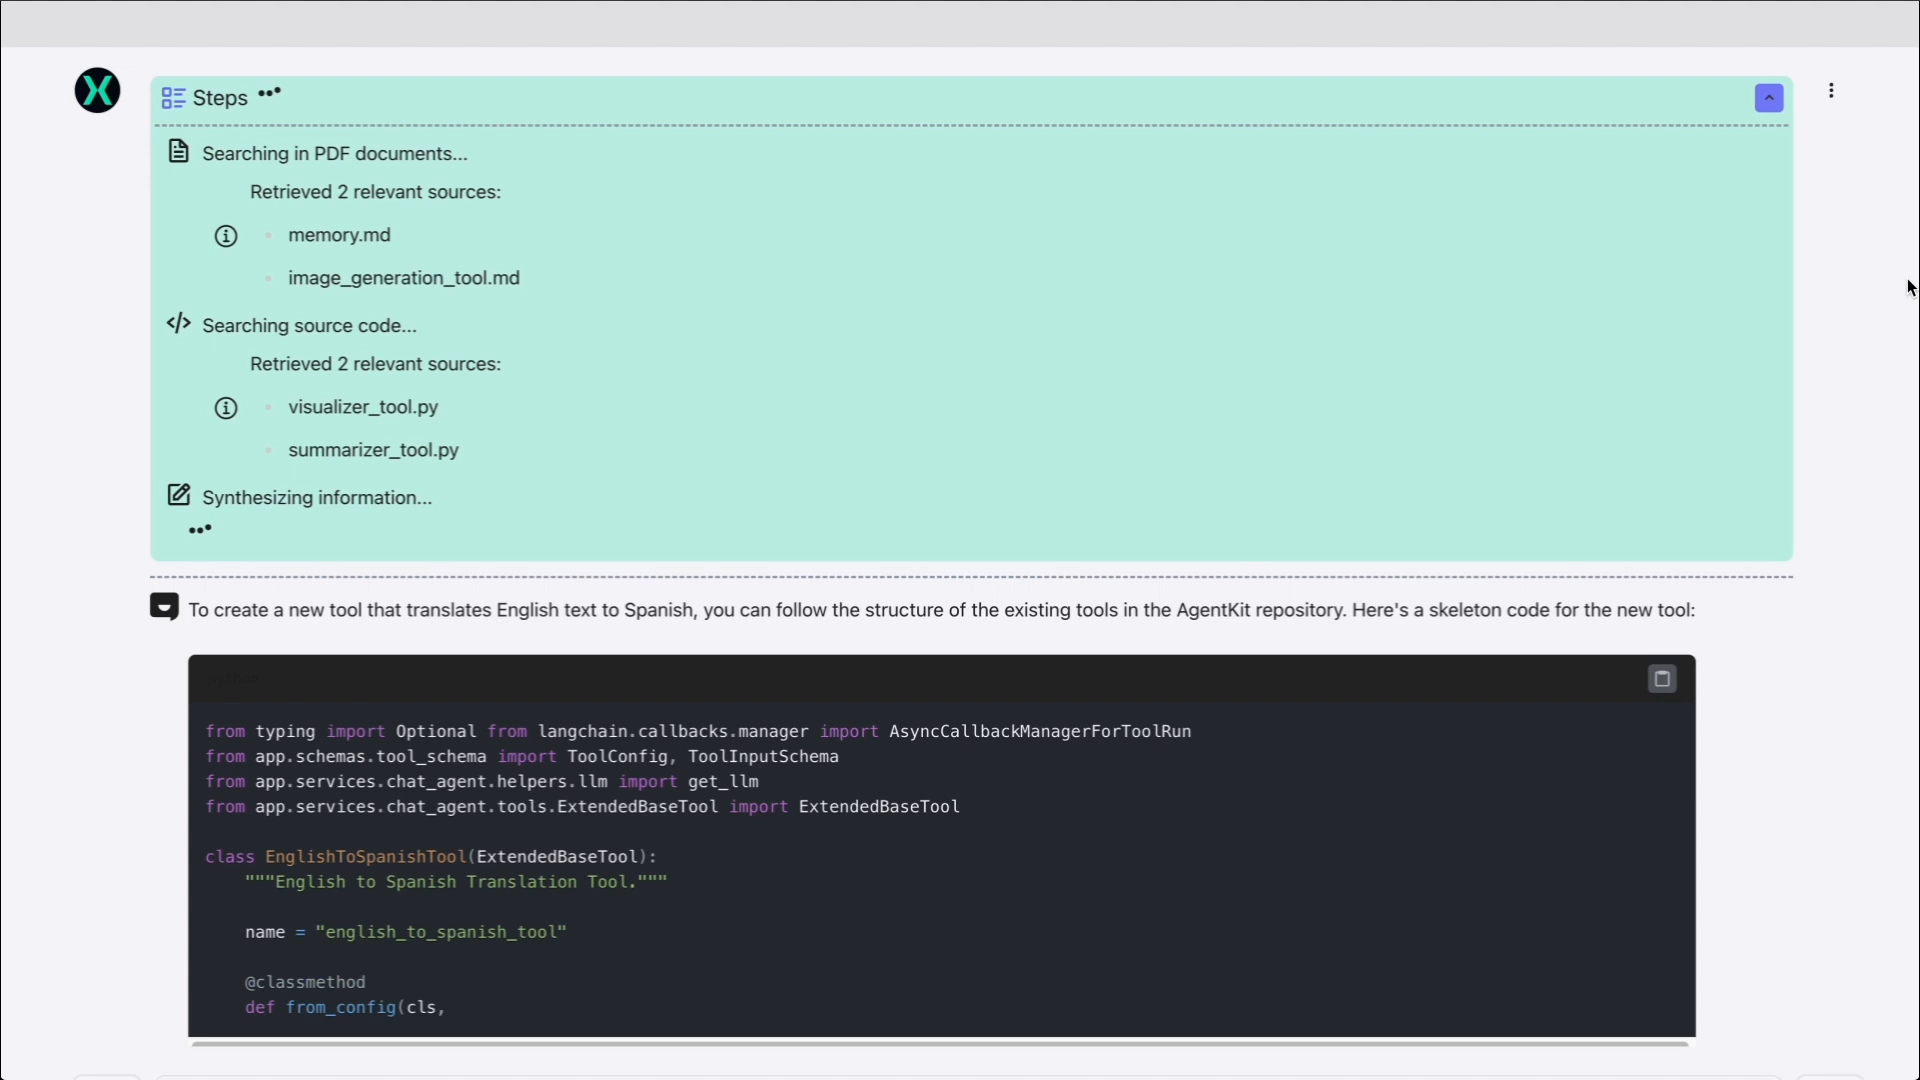 Steps
Searching in PDF documents...
Retrieved 2 relevant sources:
memory.md
image_generation_tool.md
Searching source code...
Retrieved 2 relevant sources:
visualizer_tool.py
summarizer_tool.py
Synthesizing information...
To create a new tool that translates English text to Spanish, you can follow the structure of the existing tools in the AgentKit repository. Here's a skeleton code for the new tool:
python
from typing import Optional from langchain.callbacks.manager import AsyncCallbackManagerForToolRun
from app.schemas.tool_schema import ToolConfig, ToolInputSchema
from app.services.chat_agent.helpers.llm import get_llm
from app.services.chat_agent.tools.ExtendedBaseTool import ExtendedBaseTool
class EnglishToSpanishTool(ExtendedBaseTool):
"""English to Spanish Translation Tool."""
name = "english_to_spanish_tool"
@classmethod
def from_config(cls,